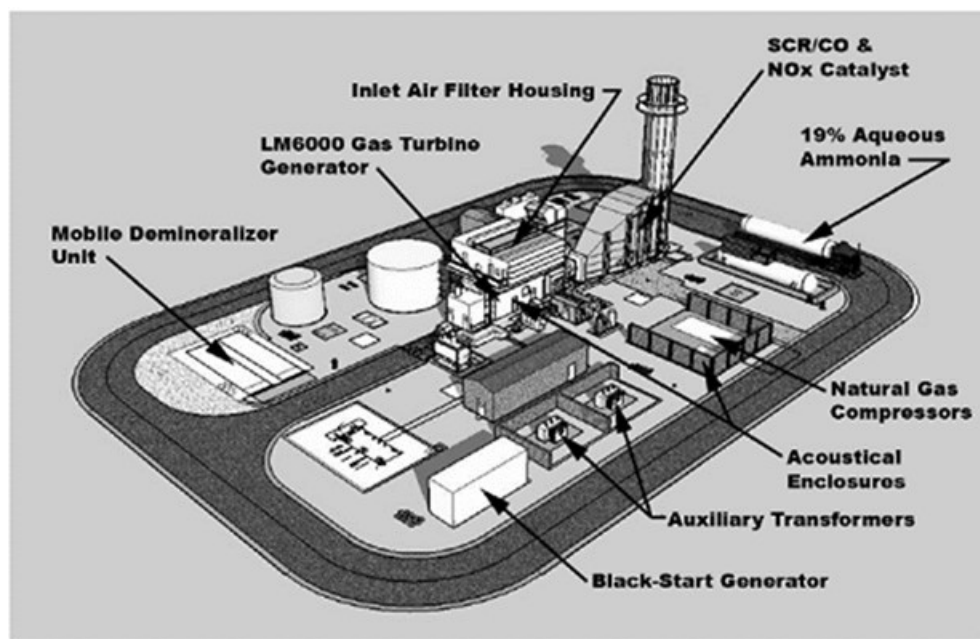 SCR/CO &
NOx Catalyst
Inlet Air Filter Housing
19% Aqueous
Ammonia
LM6000 Gas Turbine
Generator
Mobile Demineralizer
Unit
Natural Gas
Compressors
Acoustical
Enclosures
Auxiliary Transformers
Black-Start Generator